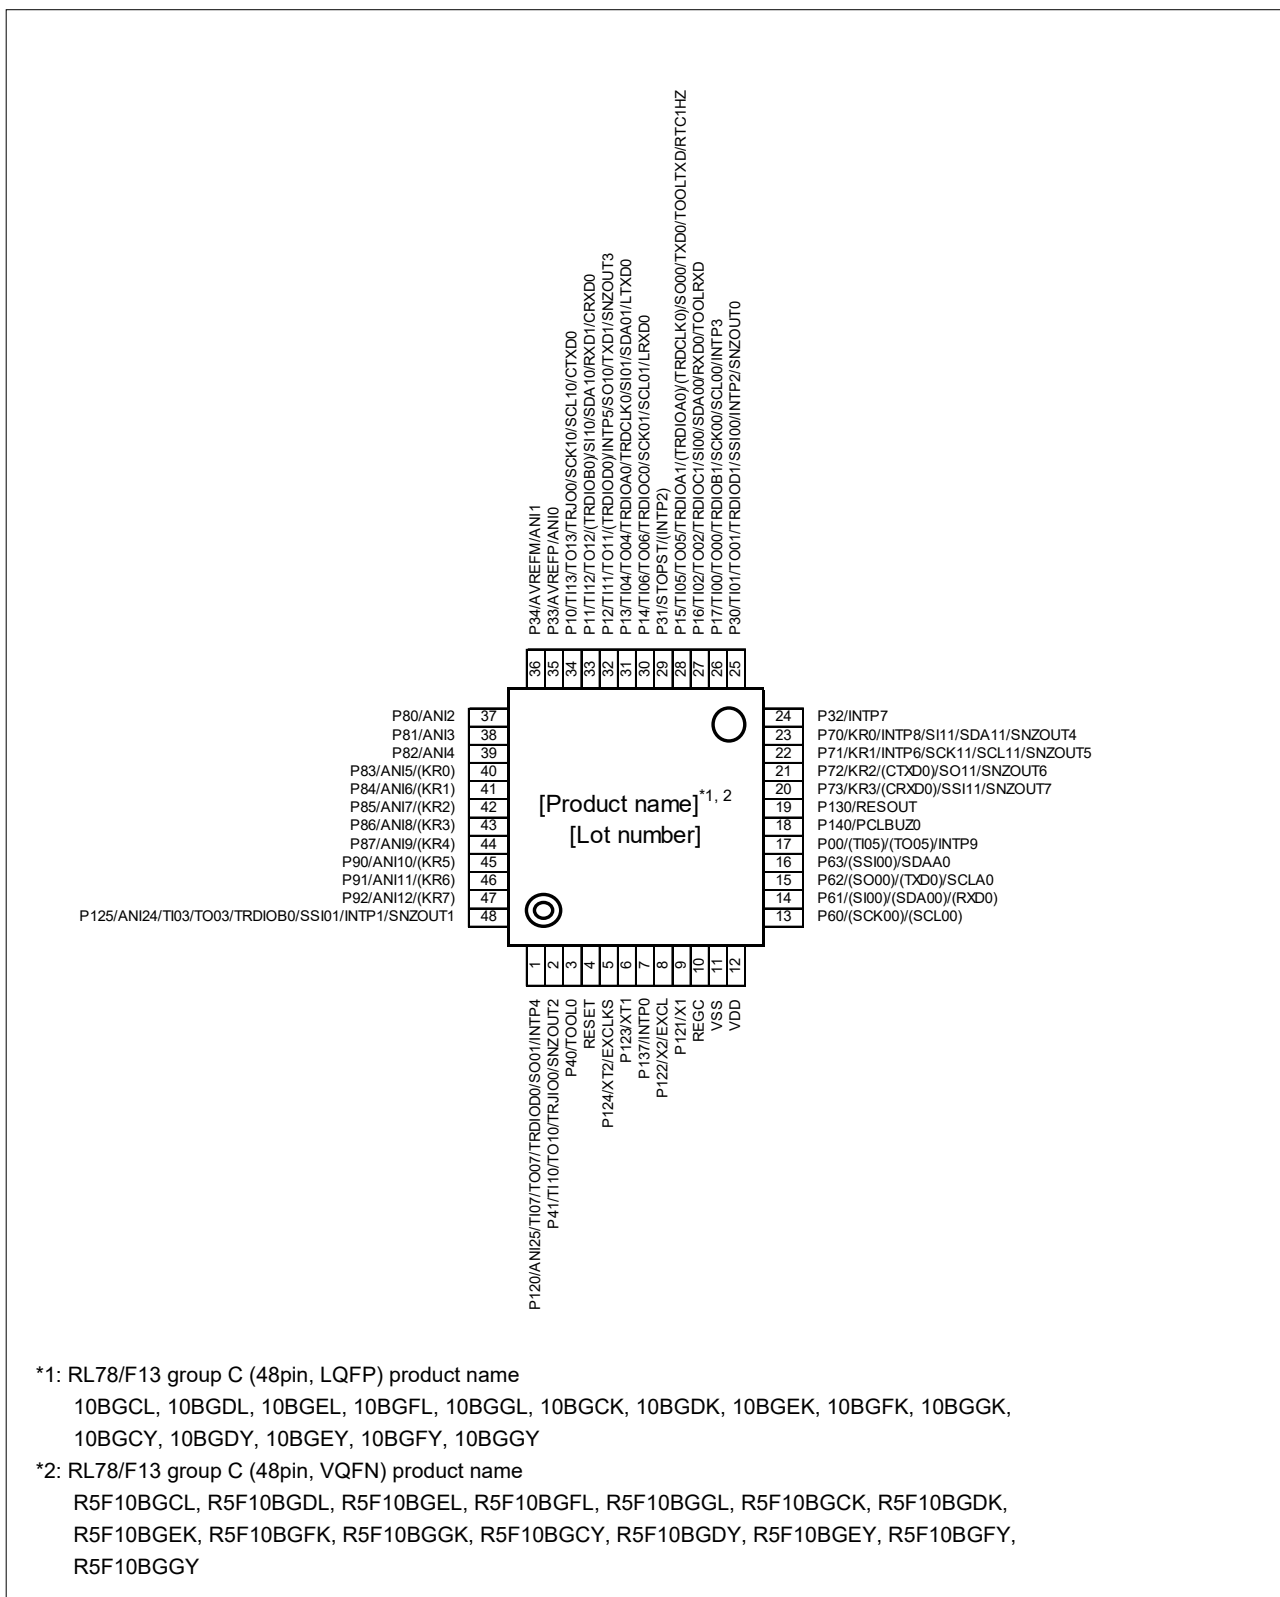 P34/AVREFM/ANI1
P33/AVREFP/ANI0
P10/TI13/TO13/TRJO0/SCK10/SCL10/CTXD0
P11/TI12/TO12/(TRDIOB0)/SI10/SDA10/RXD1/CRXD0
P12/TI11/TO11/(TRDIOD0)/INTP5/SO10/TXD1/SNZOUT3
P13/TI04/TO04/TRDIOA0/TRDCLK0/SI01/SDA01/LTXD0
P14/TI06/TO06/TRDIOC0/SCK01/SCL01/LRXD0
P31/STOPST/(INTP2)
P15/TI05/TO05/TRDIOA1/(TRDIOA0)/(TRDCLK0)/SO00/TXD0/TOOLTXD/RTC1HZ
P16/TI02/TO02/TRDIOC1/SI00/SDA00/RXD0/TOOLRXD
P17/TI00/TO00/TRDIOB1/SCK00/SCL00/INTP3
P30/TI01/TO01/TRDIOD1/SSI00/INTP2/SNZOUT0
36
35
34
33
32
31
30
29
28
27
26
25
P80/ANI2 37
P81/ANI3 38
P82/ANI4 39
P83/ANI5/(KR0) 40
P84/ANI6/(KR1) 41
P85/ANI7/(KR2) 42
P86/ANI8/(KR3) 43
P87/ANI9/(KR4) 44
P90/ANI10/(KR5) 45
P91/ANI11/(KR6) 46
P92/ANI12/(KR7) 47
P125/ANI24/TI03/TO03/TRDIOB0/SSI01/INTP1/SNZOUT1 48
[Product name]*1, 2
[Lot number]
24 P32/INTP7
23 P70/KR0/INTP8/SI11/SDA11/SNZOUT4
22 P71/KR1/INTP6/SCK11/SCL11/SNZOUT5
21 P72/KR2/(CTXD0)/SO11/SNZOUT6
20 P73/KR3/(CRXD0)/SSI11/SNZOUT7
19 P130/RESOUT
18 P140/PCLBUZ0
17 P00/(TI05)/(TO05)/INTP9
16 P63/(SSI00)/SDAA0
15 P62/(SO00)/(TXD0)/SCLA0
14 P61/(SI00)/(SDA00)/(RXD0)
13 P60/(SCK00)/(SCL00)
1
2
3
4
5
6
7
8
9
10
11
12
P120/ANI25/TI07/TO07/TRDIOD0/SO01/INTP4
P41/TI10/TO10/TRJIO0/SNZOUT2
P40/TOOL0
RESET
P124/XT2/EXCLKS
P123/XT1
P137/INTP0
P122/X2/EXCL
P121/X1
REGC
VSS
VDD
*1: RL78/F13 group C (48pin, LQFP) product name
10BGCL, 10BGDL, 10BGEL, 10BGFL, 10BGGL, 10BGCK, 10BGDK, 10BGEK, 10BGFK, 10BGGK,
10BGCY, 10BGDY, 10BGEY, 10BGFY, 10BGGY
*2: RL78/F13 group C (48pin, VQFN) product name
R5F10BGCL, R5F10BGDL, R5F10BGEL, R5F10BGFL, R5F10BGGL, R5F10BGCK, R5F10BGDK,
R5F10BGEK, R5F10BGFK, R5F10BGGK, R5F10BGCY, R5F10BGDY, R5F10BGEY, R5F10BGFY,
R5F10BGGY